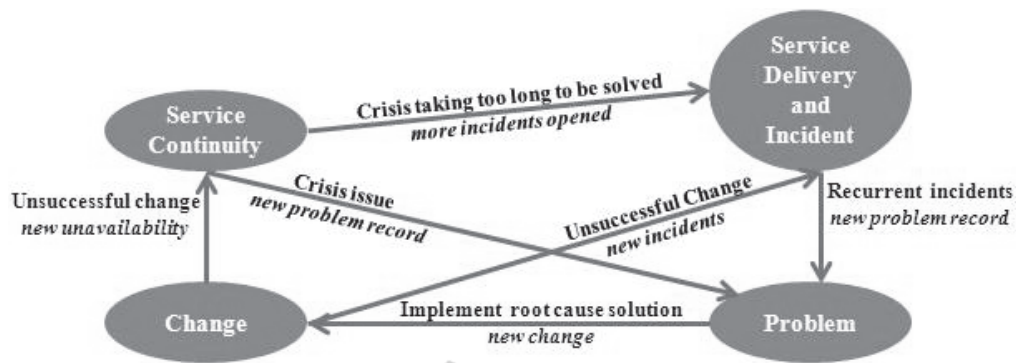 Service
Delivery
and
Incident
Crisis taking too long to be solved
more incidents opened
Service
Continuity
Crisis issue
new problem record
Unsuccessful Change
new incidents
Unsuccessful change
new unavailability
Recurrent incidents
new problem record
Change
Implement root cause solution
new change
Problem